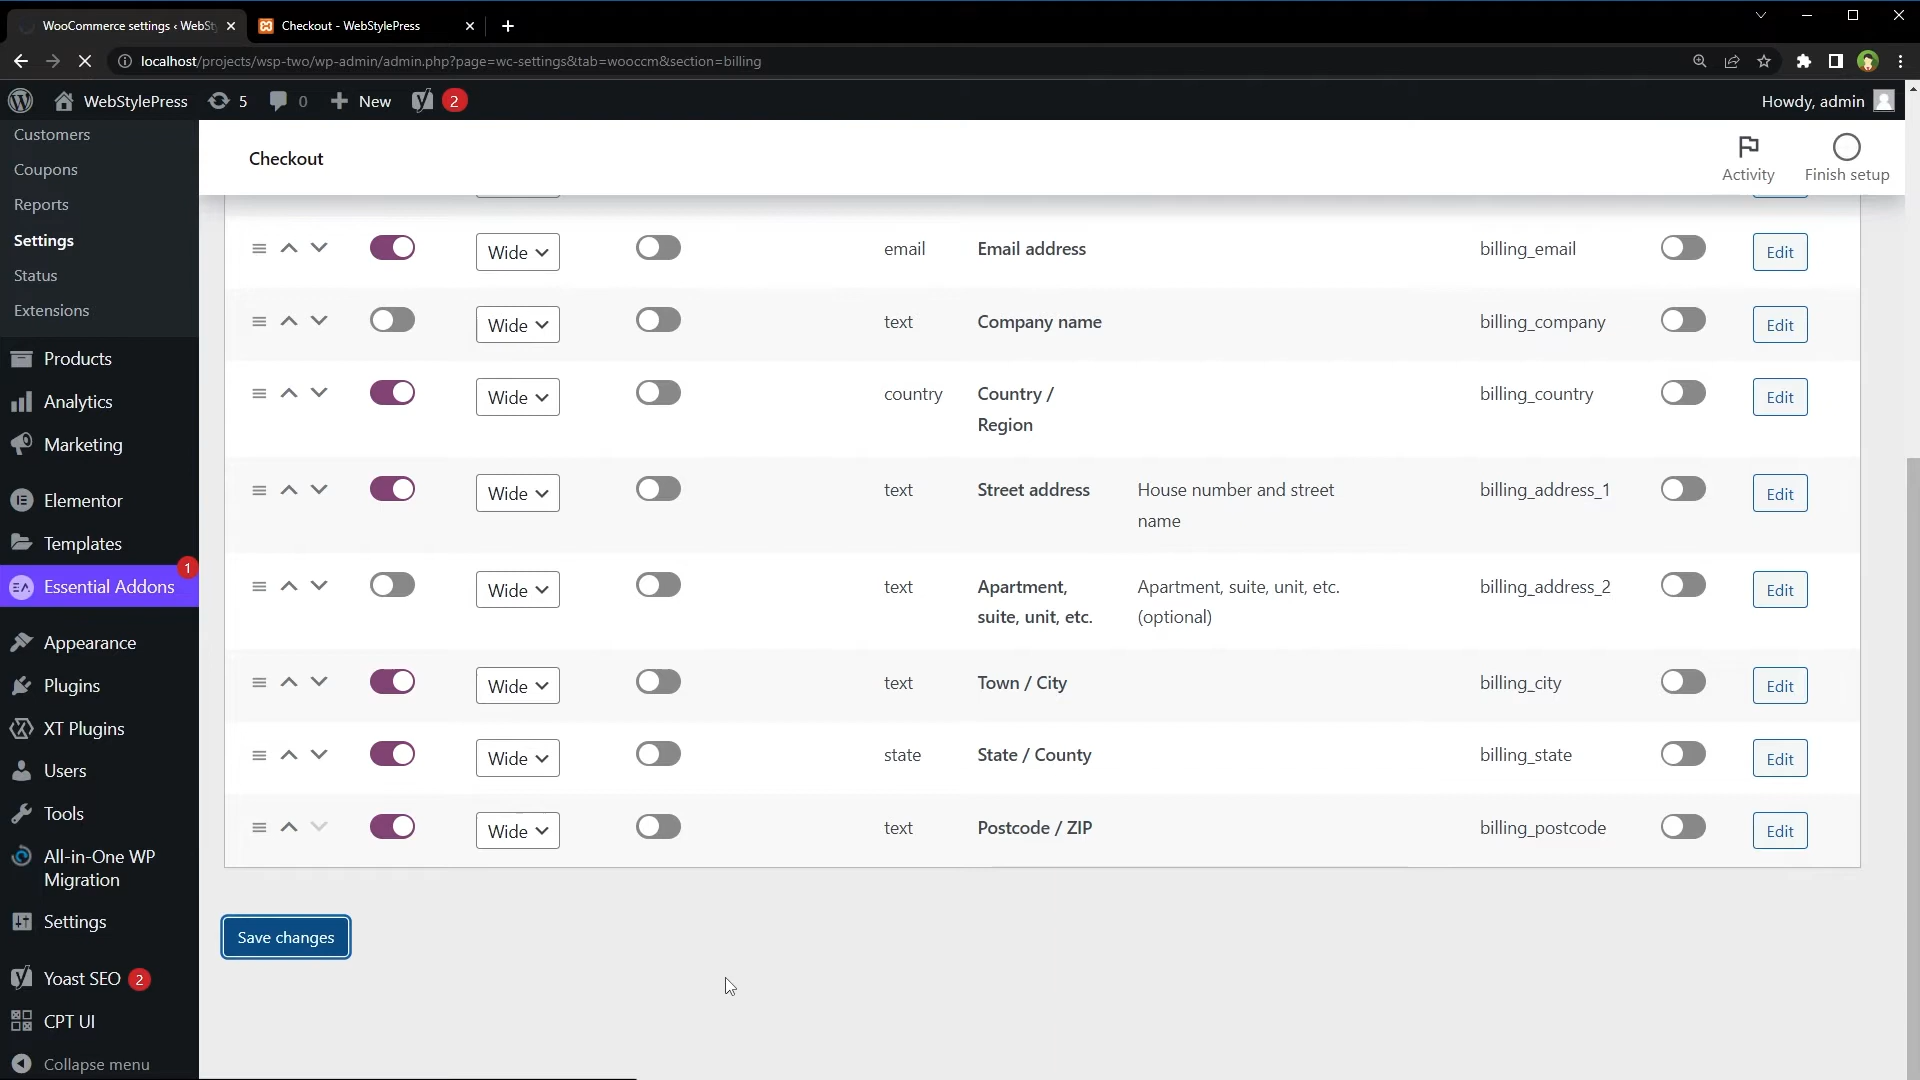 WooCommerce settings ‹ WebSty
Checkout - WebStylePress
localhost/projects/wsp-two/wp-admin/admin.php?page=wc-settings&tab=wooccm&section=billing
WebStylePress
5
0
New
2
Howdy, admin
Customers
Coupons
Reports
Settings
Status
Extensions
Products
Analytics
Marketing
Elementor
Templates
1
Essential Addons
Appearance
Plugins
XT Plugins
Users
Tools
All-in-One WP
Migration
Settings
Yoast SEO 2
CPT UI
Collapse menu
Checkout
Activity
Finish setup
Wide
email
Email address
billing_email
Edit
Wide
text
Company name
billing_company
Edit
Wide
country
Country /
Region
billing_country
Edit
Wide
text
Street address
House number and street
name
billing_address_1
Edit
Wide
text
Apartment,
suite, unit, etc.
Apartment, suite, unit, etc.
(optional)
billing_address_2
Edit
Wide
text
Town / City
billing_city
Edit
Wide
state
State / County
billing_state
Edit
Wide
text
Postcode / ZIP
billing_postcode
Edit
Save changes